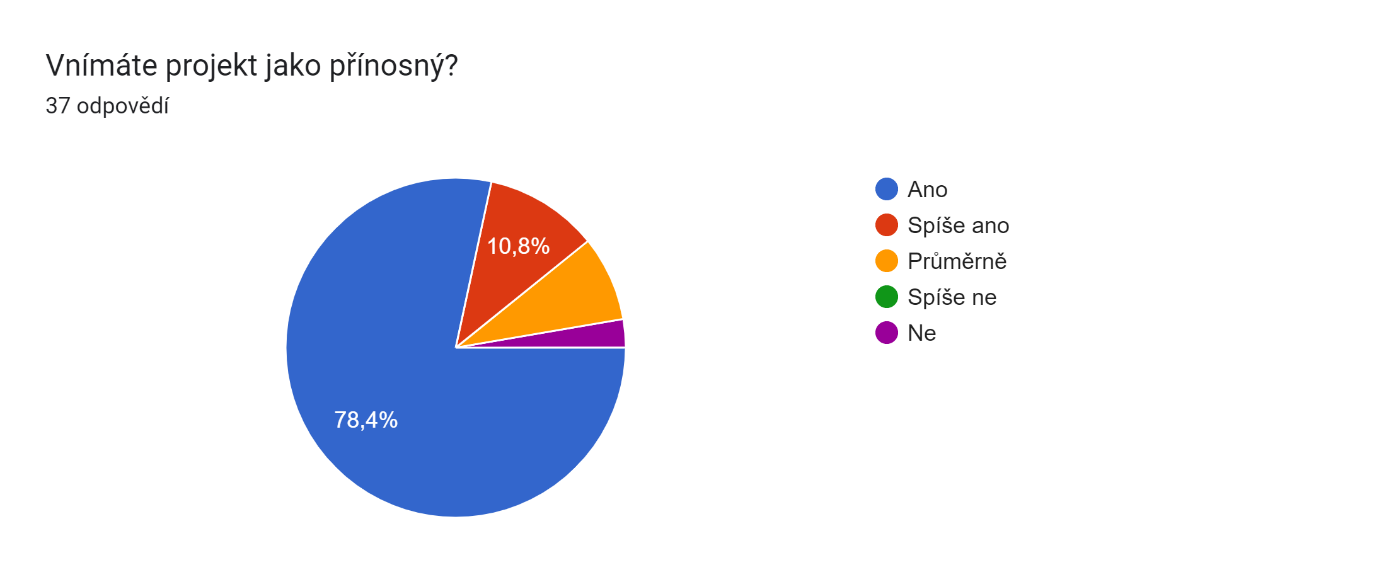 Vnímáte projekt jako přínosný?
37 odpovědí
10,8%
78,4%
Ano
Spíše ano
Průměrně
Spíše ne
Ne